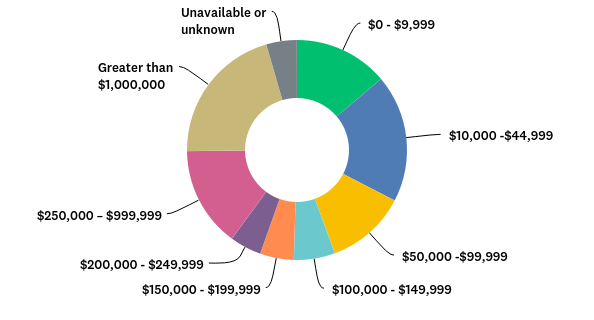 Unavailable or
unknown
$0 - $9,999
Greater than
$1,000,000
$10,000 -$44,999
$250,000 – $999,999
$50,000 -$99,999
$200,000 - $249,999
$150,000 - $199,999
$100,000 - $149,999